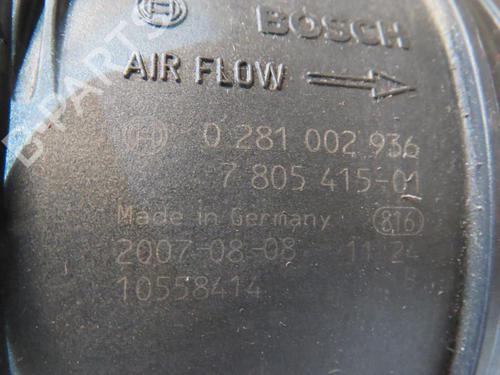 BOSCH
AIR FLOW
0 281 002 936
7 805 415-01
Made in Germany 816
2007-08-08 11 24
10558414
B-PARTS